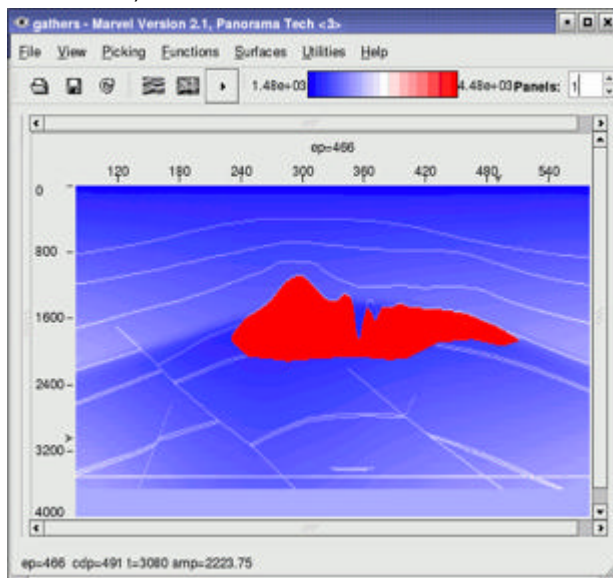 gathers - Marvel Version 2.1, Panorama Tech <3>
File View Picking Functions Surfaces Utilities Help
1.48e+03 4.48e+03 Panels: 1
ep=466
120 180 240 300 360 420 480 540
0
800
1600
2400
3200
4000
ep=466 cdp=491 t=3080 amp=2223.75